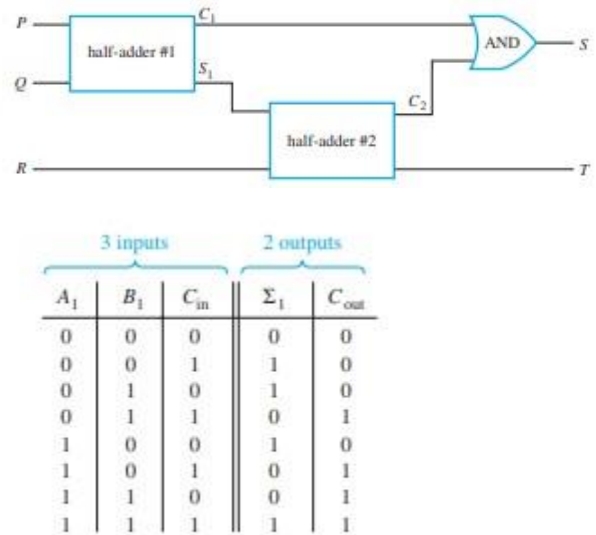 P
C₁
half-adder #1
AND
S
Q
S₁
C₂
half-adder #2
R
T
3 inputs 2 outputs
A₁ B₁ C_in Σ₁ C_out
0 0 0 0 0
0 0 1 1 0
0 1 0 1 0
0 1 1 0 1
1 0 0 1 0
1 0 1 0 1
1 1 0 0 1
1 1 1 1 1